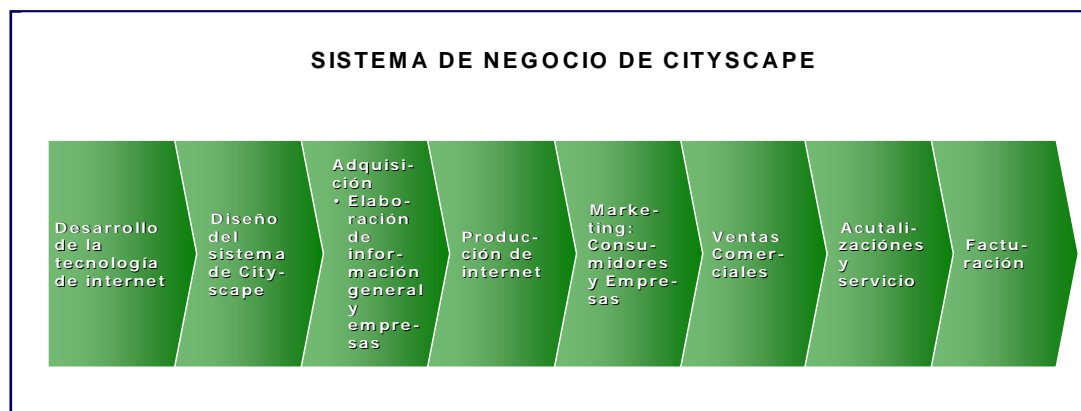 SISTEMA DE NEGOCIO DE CITYSCAPE
Desarrollo
de la
tecnología
de internet
Diseño
del
sistema
de City-
scape
Adquisi-
ción
• Elabo-
ración
de
infor-
mación
general
y
empre-
sas
Produc-
ción de
internet
Marke-
ting:
Consu-
midores
y Empre-
sas
Ventas
Comer-
ciales
Acutali-
zaciónes
y
servicio
Factu-
ración